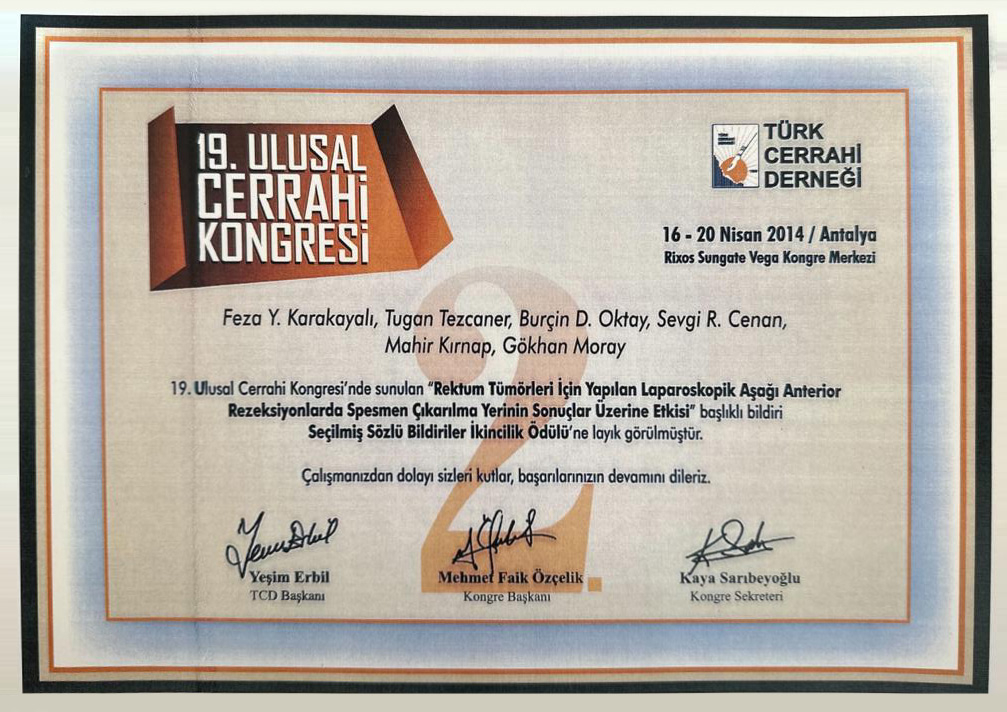 19. ULUSAL
CERRAHİ
KONGRESİ
TÜRK
CERRAHİ
DERNEĞİ
16 - 20 Nisan 2014 / Antalya
Rixos Sungate Vega Kongre Merkezi
2.
Feza Y. Karakayalı, Tugan Tezcaner, Burçin D. Oktay, Sevgi R. Cenan,
Mahir Kırnap, Gökhan Moray
19. Ulusal Cerrahi Kongresi’nde sunulan “Rektum Tümörleri İçin Yapılan Laparoskopik Aşağı Anterior
Rezeksiyonlarda Spesmen Çıkarılma Yerinin Sonuçlar Üzerine Etkisi” başlıklı bildiri
Seçilmiş Sözlü Bildiriler İkincilik Ödülü’ne layık görülmüştür.
Çalışmanızdan dolayı sizleri kutlar, başarılarınızın devamını dileriz.
Yeşim Erbil
TCD Başkanı
Mehmet Faik Özçelik
Kongre Başkanı
Kaya Sarıbeyoğlu
Kongre Sekreteri